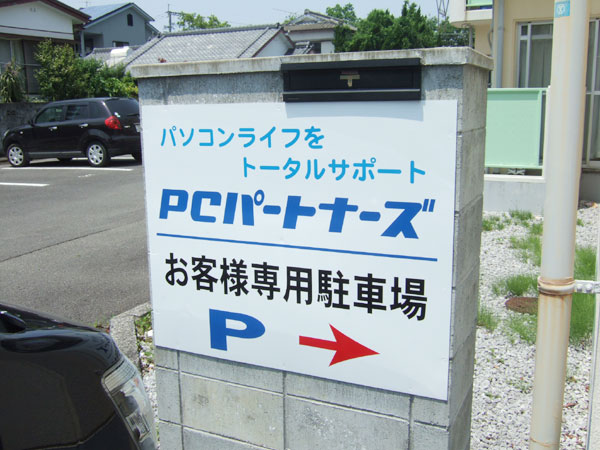 パソコンライフを
トータルサポート
PCパートナーズ
お客様専用駐車場
P